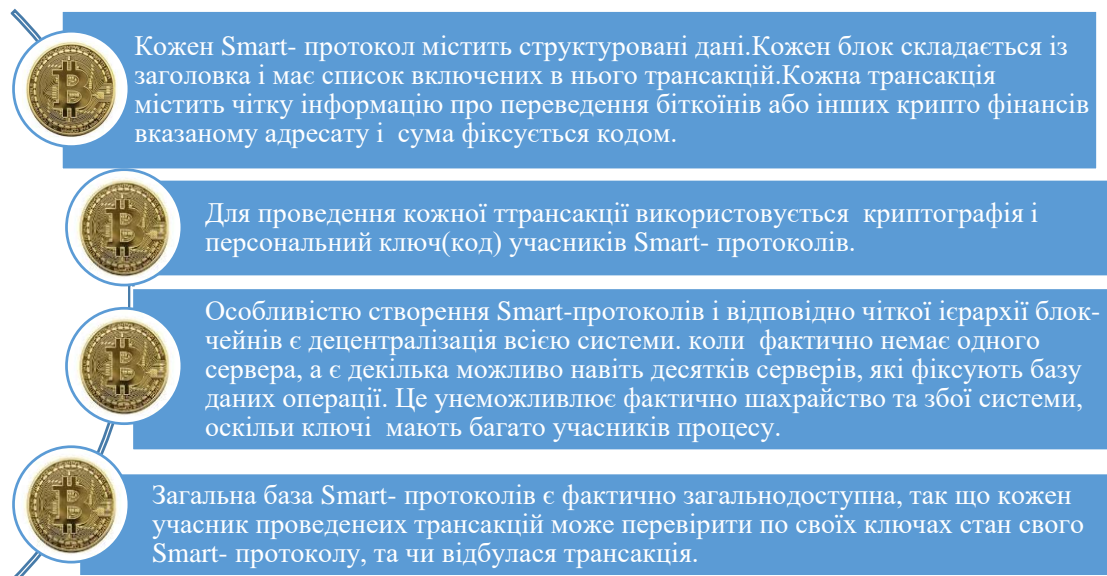 Кожен Smart- протокол містить структуровані дані.Кожен блок складається із
заголовка і має список включених в нього трансакцій.Кожна трансакція
містить чітку інформацію про переведення біткоїнів або інших крипто фінансів
вказаному адресату і  сума фіксується кодом.
Для проведення кожної ттрансакції використовується  криптографія і
персональний ключ(код) учасників Smart- протоколів.
Особливістю створення Smart-протоколів і відповідно чіткої ієрархії блок-
чейнів є децентралізація всією системи. коли  фактично немає одного
сервера, а є декілька можливо навіть десятків серверів, які фіксують базу
даних операції. Це унеможливлює фактично шахрайство та збої системи,
оскільи ключі  мають багато учасників процесу.
Загальна база Smart- протоколів є фактично загальнодоступна, так що кожен
учасник проведенеих трансакцій може перевірити по своїх ключах стан свого
Smart- протоколу, та чи відбулася трансакція.